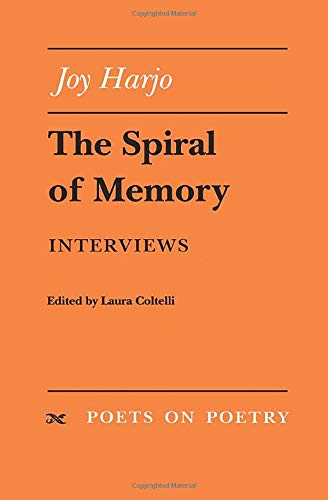 Joy Harjo
The Spiral
of Memory
INTERVIEWS
Edited by Laura Coltelli
POETS ON POETRY